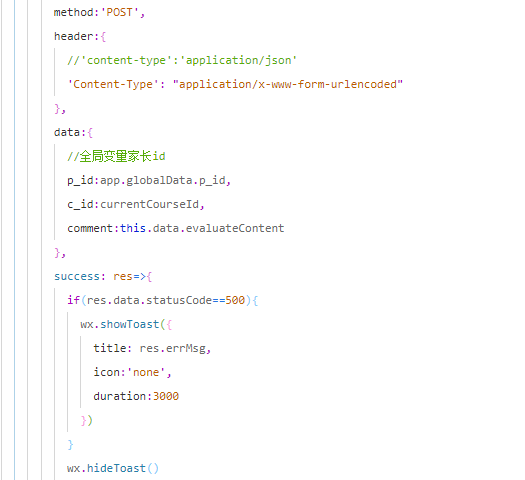 method:'POST',
header:{
//'content-type':'application/json'
'Content-Type': "application/x-www-form-urlencoded"
},
data:{
//全局变量家长id
p_id:app.globalData.p_id,
c_id:currentCourseId,
comment:this.data.evaluateContent
},
success: res=>{
if(res.data.statusCode==500){
wx.showToast({
title: res.errMsg,
icon:'none',
duration:3000
})
}
wx.hideToast()